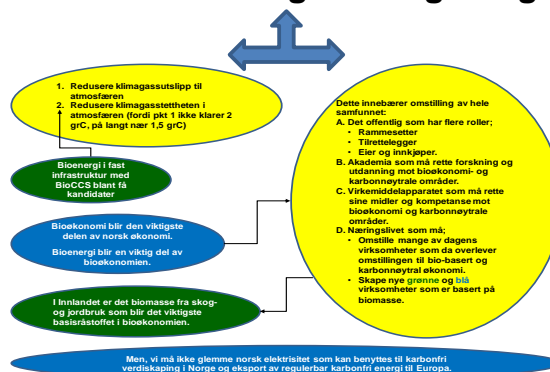 1. Redusere klimagassutslipp til
atmosfæren
2. Redusere klimagasstettheten i
atmosfæren (fordi pkt 1 ikke klarer 2
grC, på langt nær 1,5 grC)
Bioenergi i fast
infrastruktur med
BioCCS blant få
kandidater
Bioøkonomi blir den viktigste
delen av norsk økonomi.
Bioenergi blir en viktig del av
bioøkonomien.
I Innlandet er det biomasse fra skog-
og jordbruk som blir det viktigste
basisråstoffet i bioøkonomien.
Dette innebærer omstilling av hele
samfunnet:
A. Det offentlig som har flere roller;
• Rammesetter
• Tilrettelegger
• Eier og innkjøper.
B. Akademia som må rette forskning og
utdanning mot bioøkonomi- og
karbonnøytrale områder.
C. Virkemiddelapparatet som må rette
sine midler og kompetanse mot
bioøkonomi og karbonnøytrale
områder.
D. Næringslivet som må;
• Omstille mange av dagens
virksomheter som da overlever
omstillingen til bio-basert og
karbonnøytral økonomi.
• Skape nye grønne og blå
virksomheter som er basert på
biomasse.
Men, vi må ikke glemme norsk elektrisitet som kan benyttes til karbonfri
verdiskaping i Norge og eksport av regulerbar karbonfri energi til Europa.